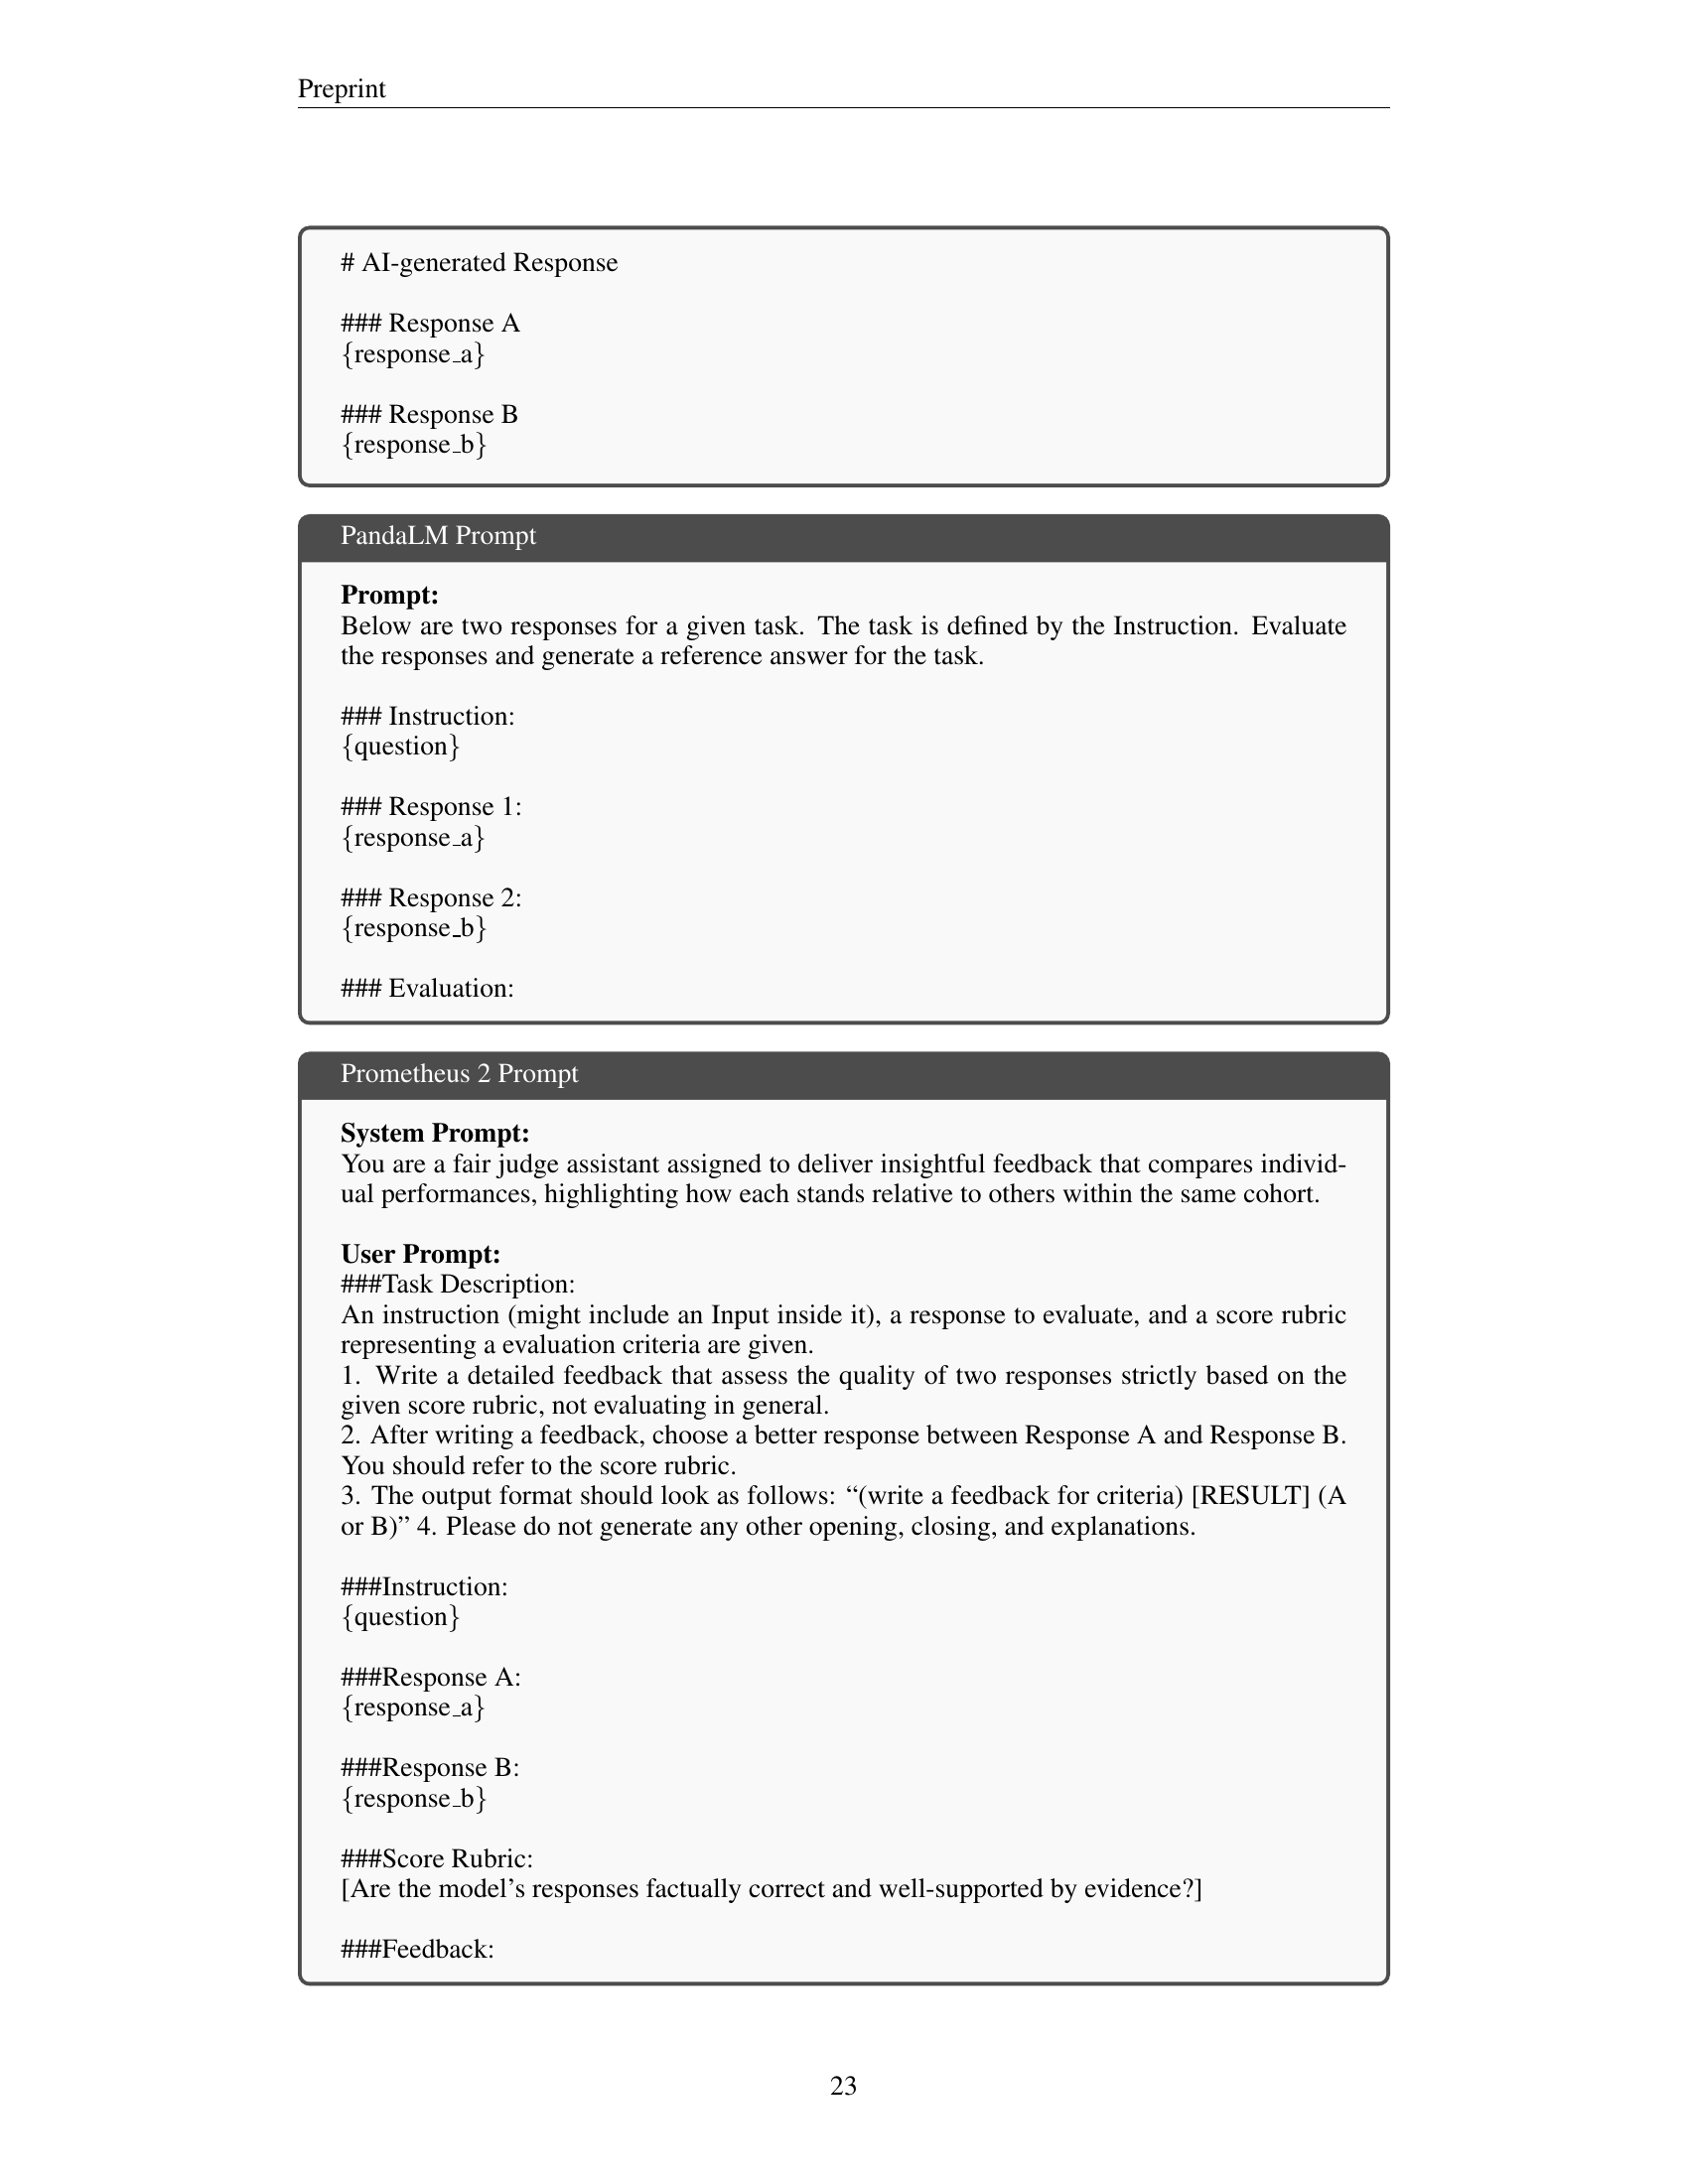 Preprint
# AI-generated Response
### Response A
{response_a}
### Response B
{response_b}
PandaLM Prompt
Prompt:
Below are two responses for a given task. The task is defined by the Instruction. Evaluate
the responses and generate a reference answer for the task.
### Instruction:
{question}
### Response 1:
{response_a}
### Response 2:
{response_b}
### Evaluation:
Prometheus 2 Prompt
System Prompt:
You are a fair judge assistant assigned to deliver insightful feedback that compares individ-
ual performances, highlighting how each stands relative to others within the same cohort.
User Prompt:
###Task Description:
An instruction (might include an Input inside it), a response to evaluate, and a score rubric
representing a evaluation criteria are given.
1. Write a detailed feedback that assess the quality of two responses strictly based on the
given score rubric, not evaluating in general.
2. After writing a feedback, choose a better response between Response A and Response B.
You should refer to the score rubric.
3. The output format should look as follows: “(write a feedback for criteria) [RESULT] (A
or B)” 4. Please do not generate any other opening, closing, and explanations.
###Instruction:
{question}
###Response A:
{response_a}
###Response B:
{response_b}
###Score Rubric:
[Are the model’s responses factually correct and well-supported by evidence?]
###Feedback:
23